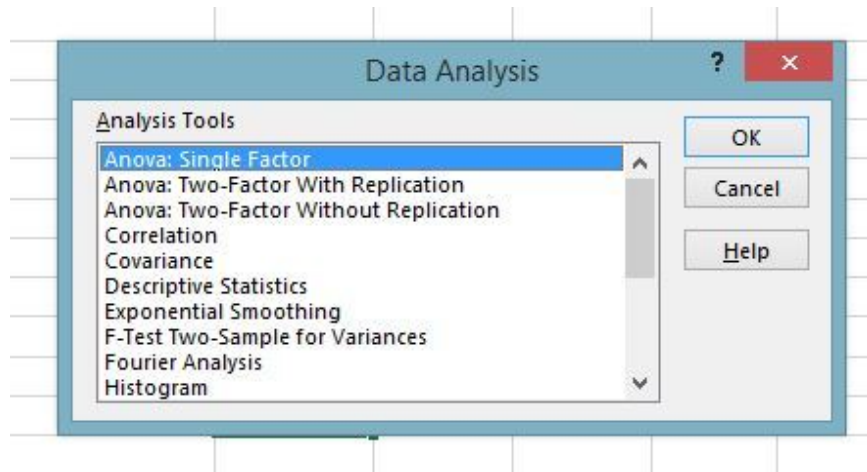 Data Analysis
?
Analysis Tools
Anova: Single Factor
Anova: Two-Factor With Replication
Anova: Two-Factor Without Replication
Correlation
Covariance
Descriptive Statistics
Exponential Smoothing
F-Test Two-Sample for Variances
Fourier Analysis
Histogram
OK
Cancel
Help